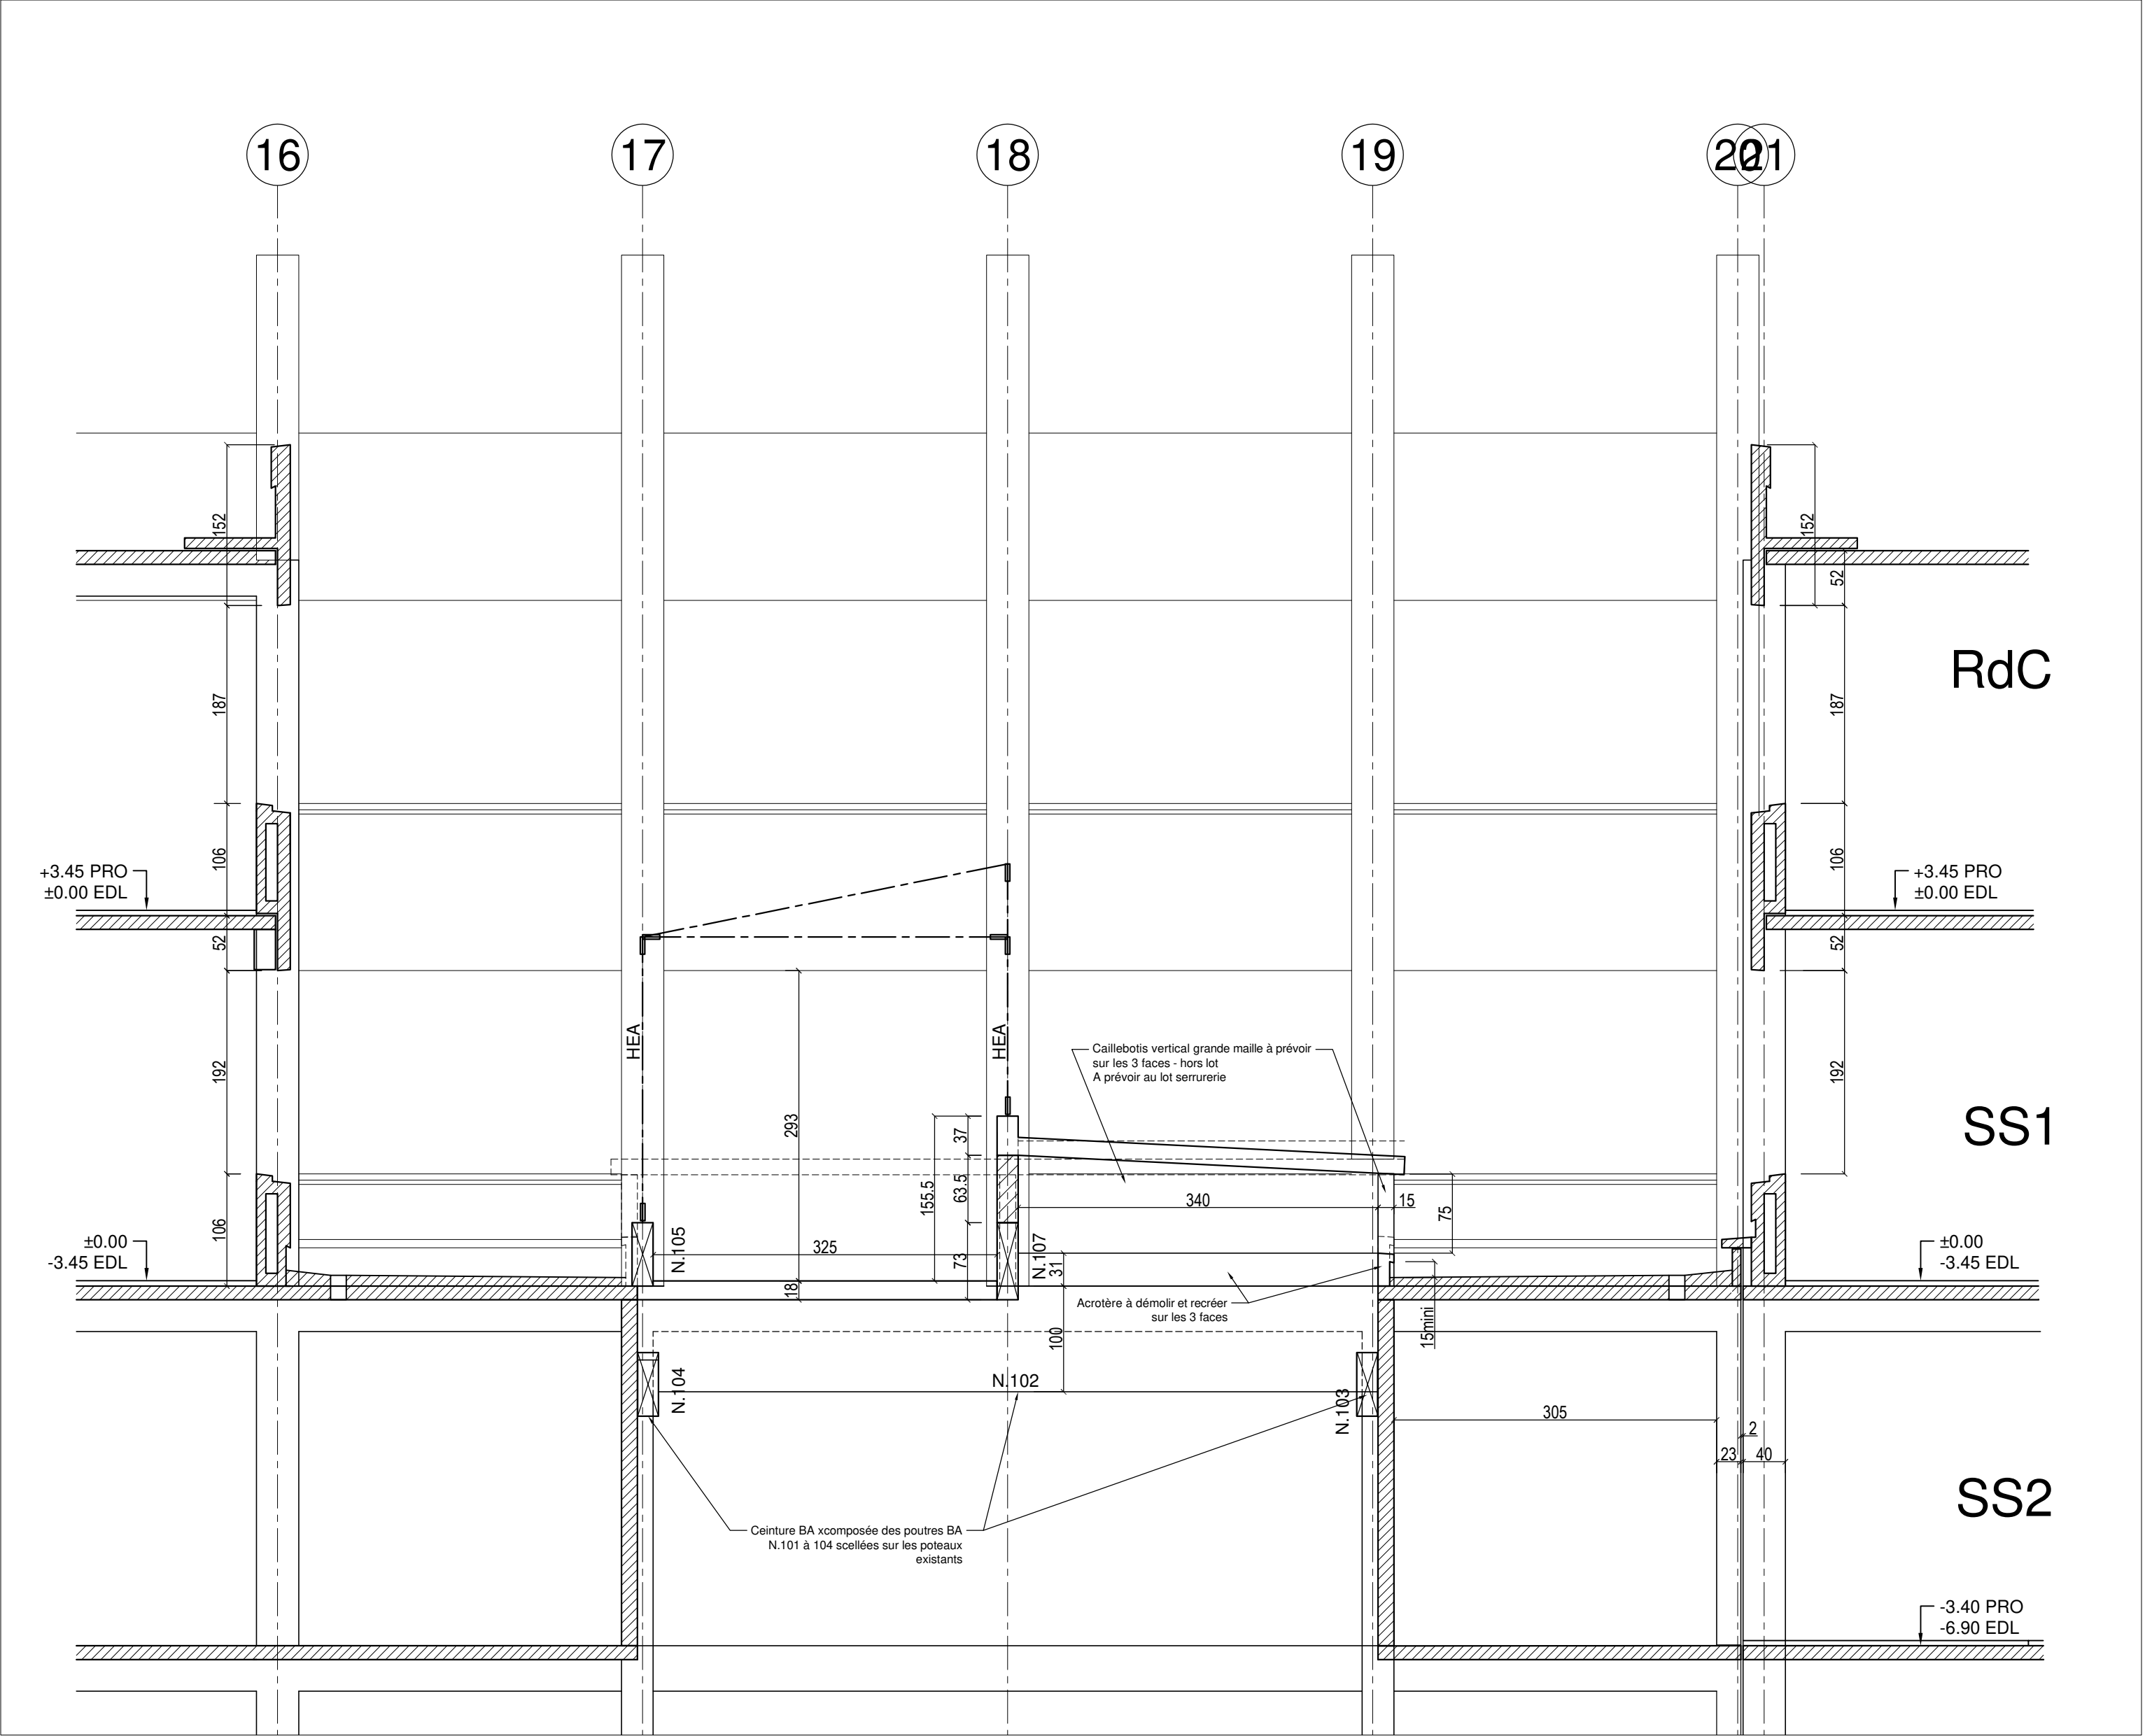 16
17
18
19
20
21
152
152
52
187
187
RdC
106
106
+3.45 PRO
±0.00 EDL
+3.45 PRO
±0.00 EDL
52
52
HEA
HEA
192
192
Caillebotis vertical grande maille à prévoir
sur les 3 faces - hors lot
A prévoir au lot serrurerie
293
37
SS1
155.5
63.5
340
15
75
106
±0.00
-3.45 EDL
N.105
325
73
N.107
31
±0.00
-3.45 EDL
18
Acrotère à démolir et recréer
sur les 3 faces
15mini
100
N.104
N.102
N.103
305
2
23
40
SS2
Ceinture BA xcomposée des poutres BA
N.101 à 104 scellées sur les poteaux
existants
-3.40 PRO
-6.90 EDL